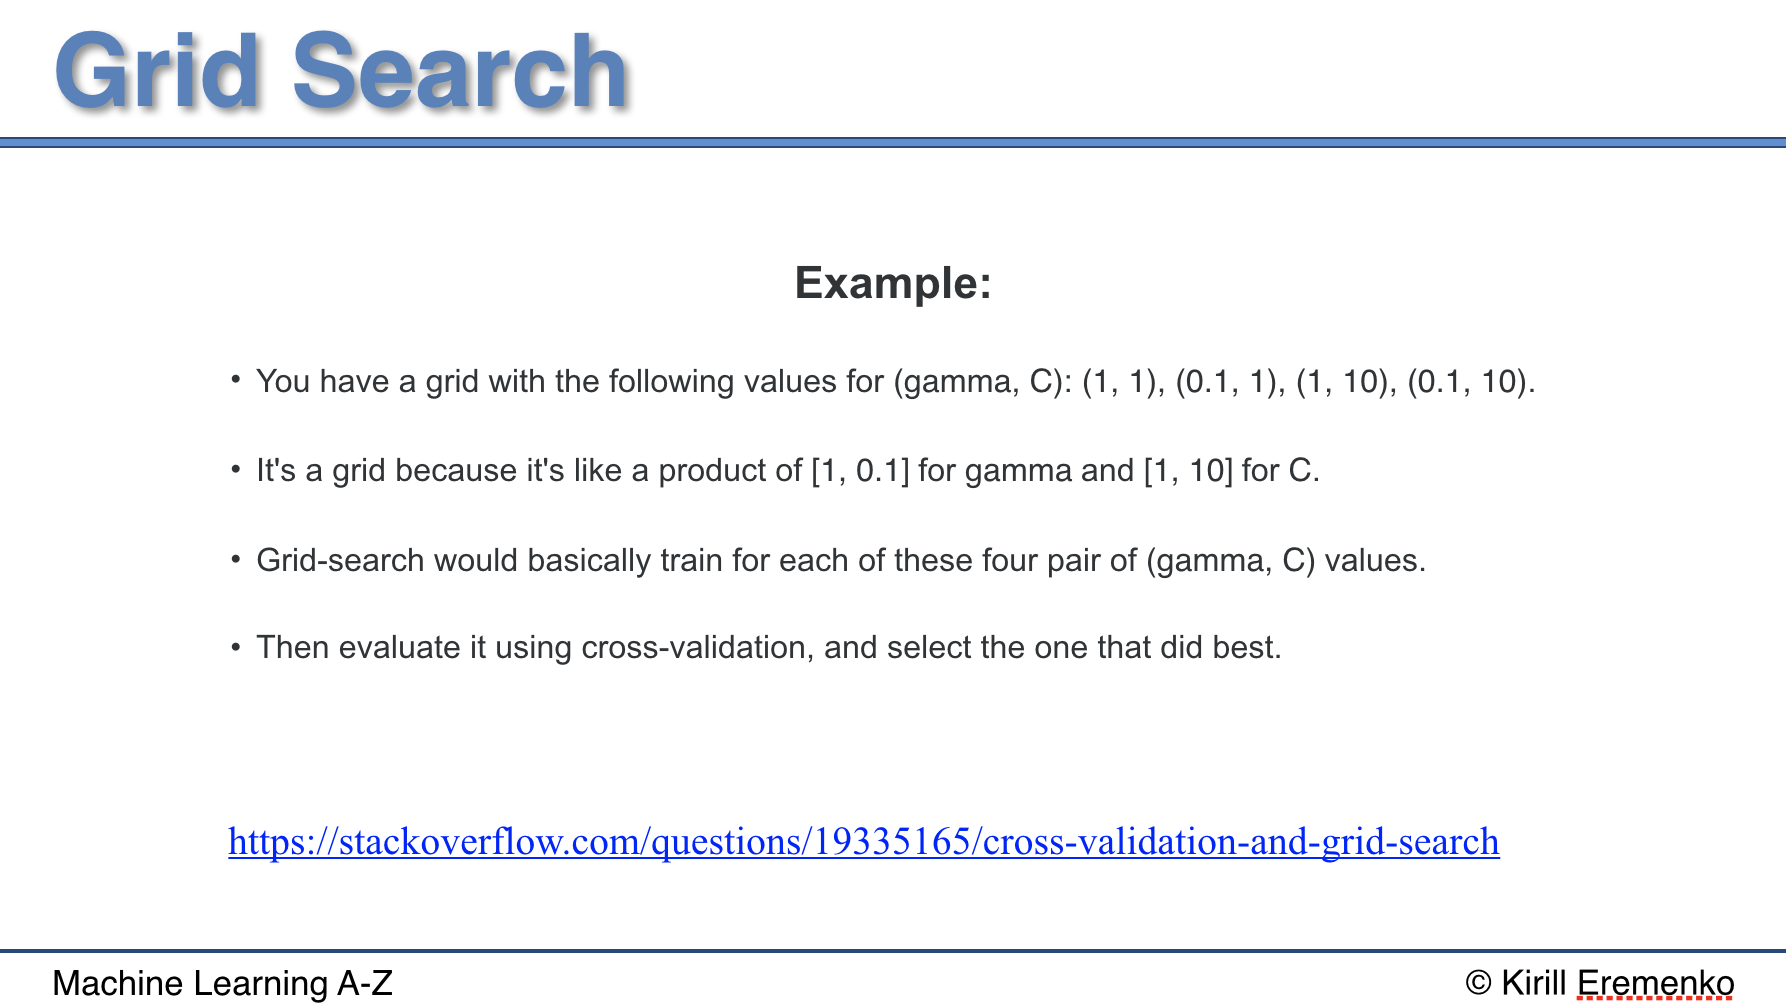 Grid Search
Example:
• You have a grid with the following values for (gamma, C): (1, 1), (0.1, 1), (1, 10), (0.1, 10).
• It's a grid because it's like a product of [1, 0.1] for gamma and [1, 10] for C.
• Grid-search would basically train for each of these four pair of (gamma, C) values.
• Then evaluate it using cross-validation, and select the one that did best.
https://stackoverflow.com/questions/19335165/cross-validation-and-grid-search
Machine Learning A-Z
© Kirill Eremenko